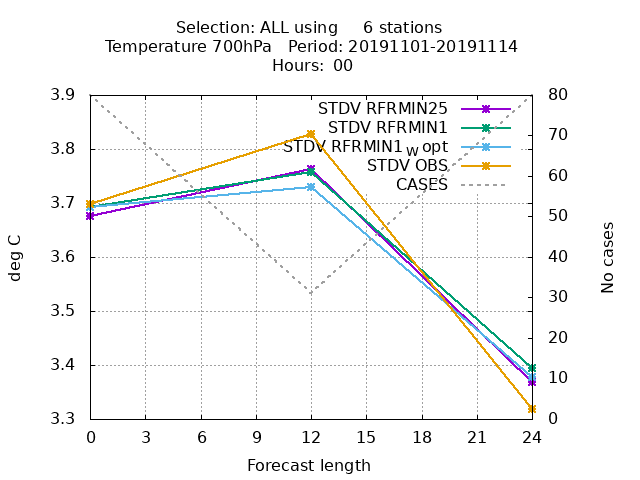 Selection: ALL using     6 stations
Temperature 700hPa   Period: 20191101-20191114
Hours:  00
3.9
3.8
3.7
3.6
3.5
3.4
3.3
deg C
80
70
60
50
40
30
20
10
0
No cases
STDV RFRMIN25
STDV RFRMIN1
STDV RFRMIN1_w opt
STDV OBS
CASES
0 3 6 9 12 15 18 21 24
Forecast length